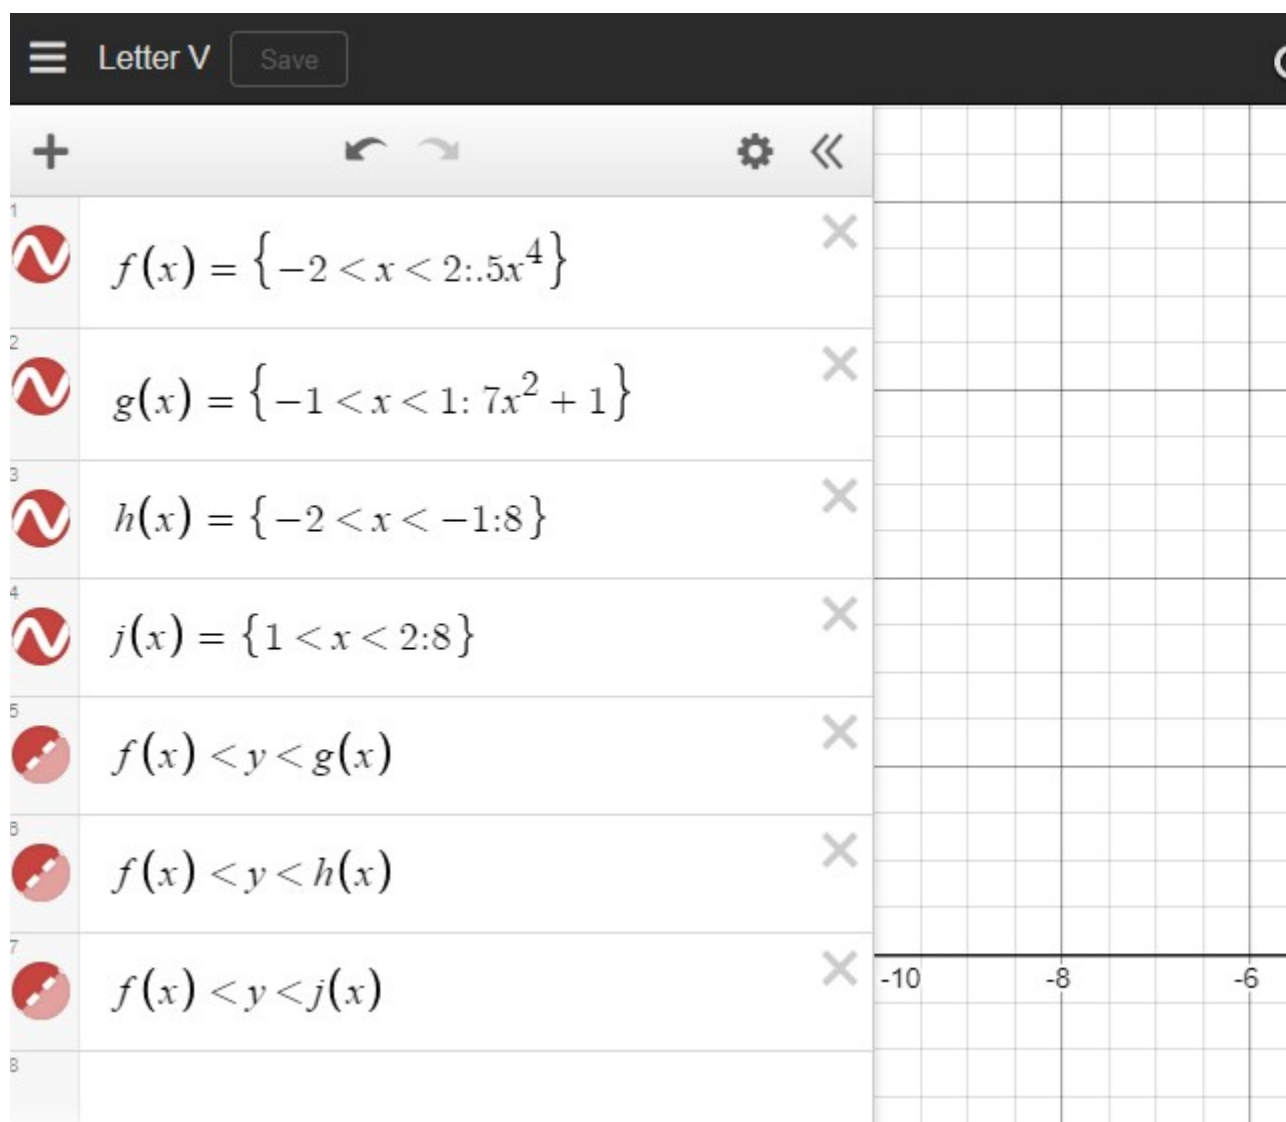 Letter V Save
1
f(x) = {−2 < x < 2:.5x⁴}
2
g(x) = {−1 < x < 1: 7x² + 1}
3
h(x) = {−2 < x < −1:8}
4
j(x) = {1 < x < 2:8}
5
f(x) < y < g(x)
6
f(x) < y < h(x)
7
f(x) < y < j(x)
8
-10 -8 -6